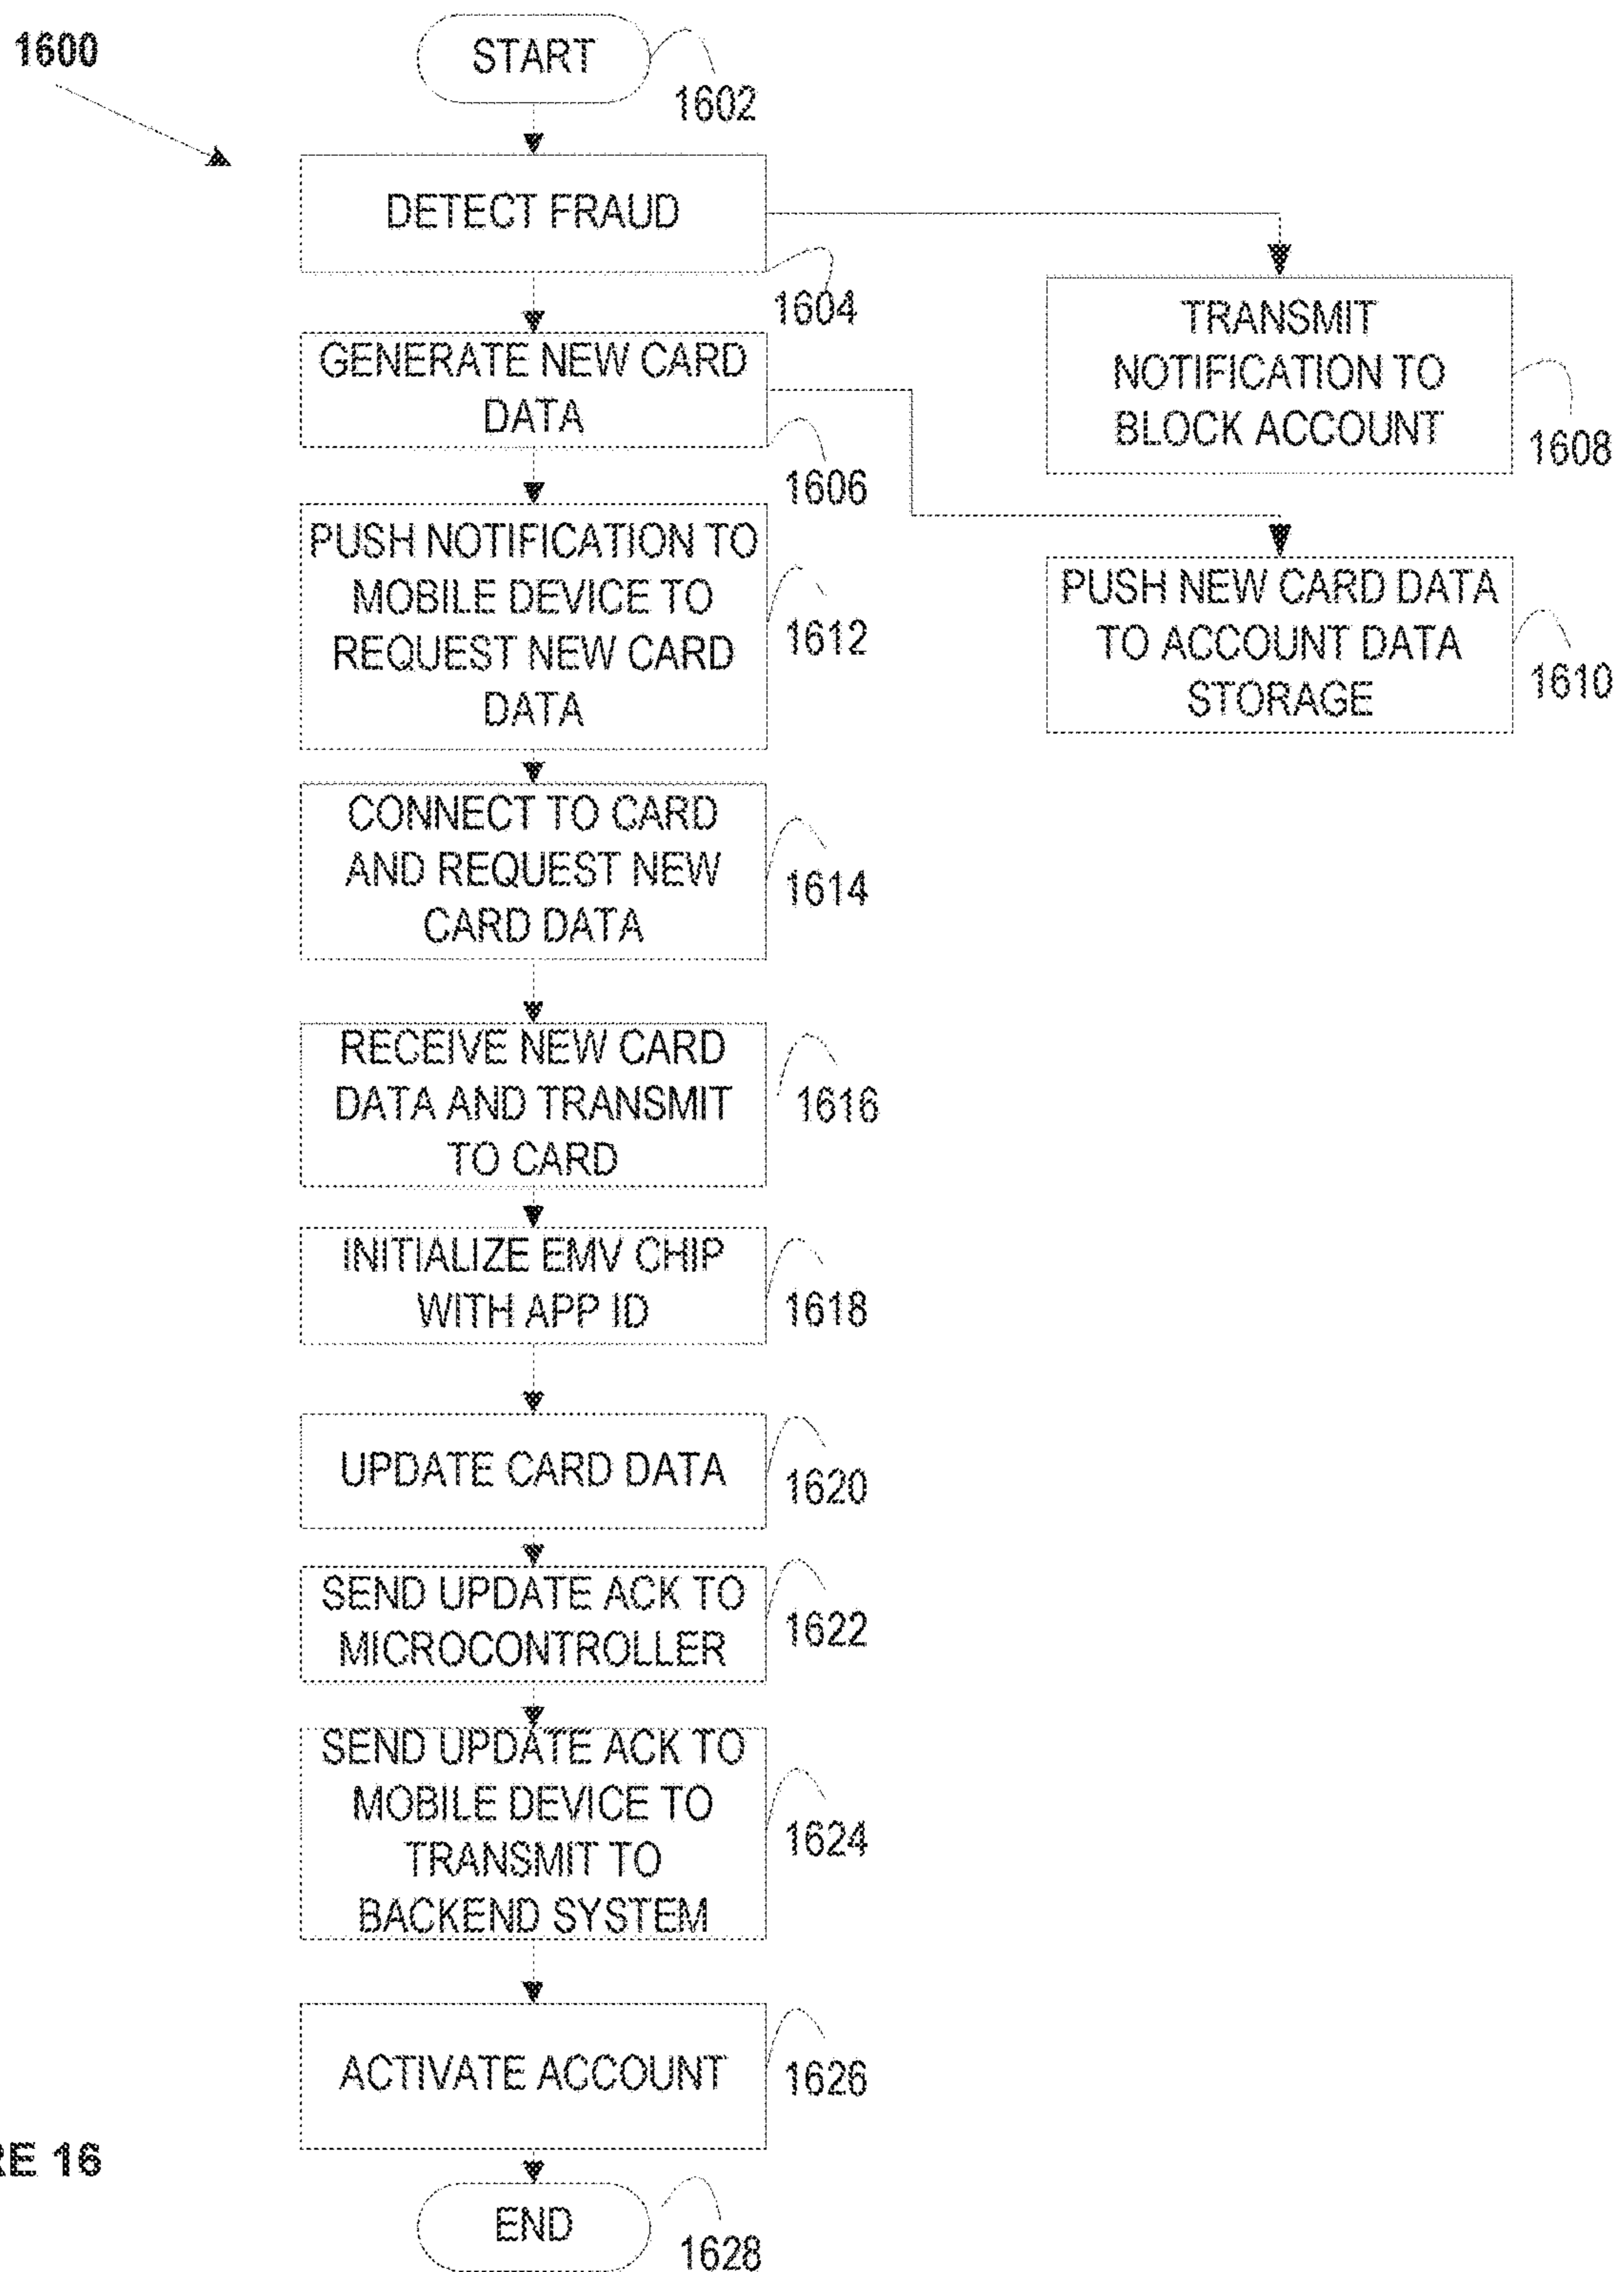 1600
START
1602
DETECT FRAUD
1604
TRANSMIT
NOTIFICATION TO
BLOCK ACCOUNT
1608
GENERATE NEW CARD
DATA
1606
PUSH NEW CARD DATA
TO ACCOUNT DATA
STORAGE
1610
PUSH NOTIFICATION TO
MOBILE DEVICE TO
REQUEST NEW CARD
DATA
1612
CONNECT TO CARD
AND REQUEST NEW
CARD DATA
1614
RECEIVE NEW CARD
DATA AND TRANSMIT
TO CARD
1616
INITIALIZE EMV CHIP
WITH APP ID
1618
UPDATE CARD DATA
1620
SEND UPDATE ACK TO
MICROCONTROLLER
1622
SEND UPDATE ACK TO
MOBILE DEVICE TO
TRANSMIT TO
BACKEND SYSTEM
1624
ACTIVATE ACCOUNT
1626
RE 16
END
1628